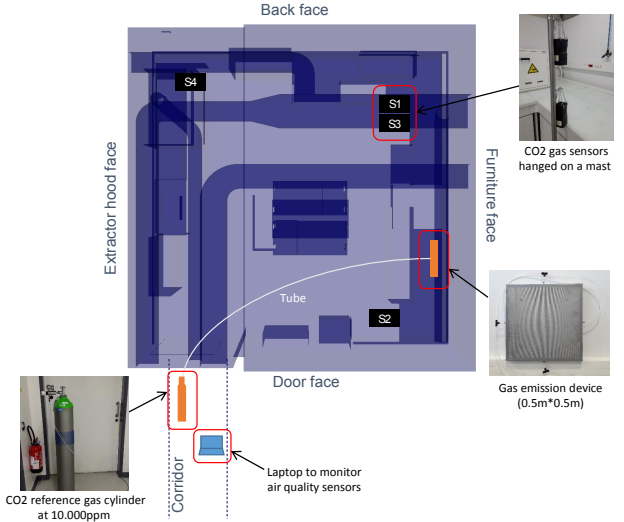 Back face
S4
S1
S3
CO2 gas sensors
hanged on a mast
Extractor hood face
Furniture face
Tube
S2
Door face
Gas emission device
(0.5m*0.5m)
CO2 reference gas cylinder
at 10.000ppm
Corridor
Laptop to monitor
air quality sensors